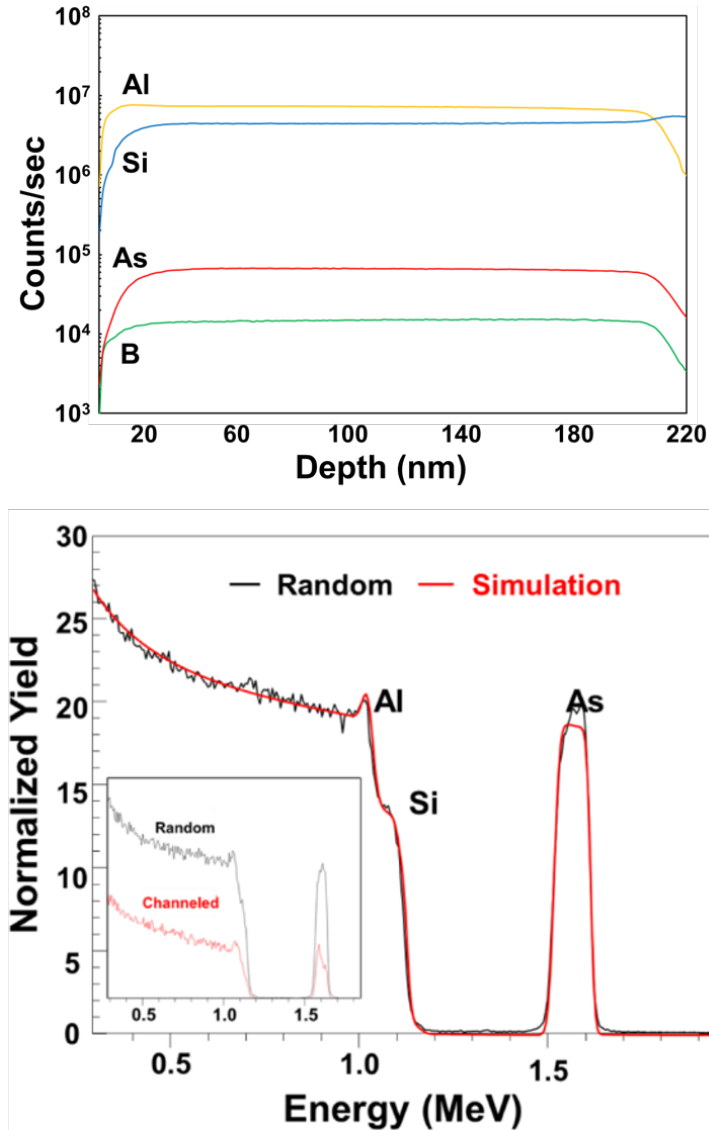 10⁸
10⁷
10⁶
10⁵
10⁴
10³
Counts/sec
Al
Si
As
B
20 60 100 140 180 220
Depth (nm)
30
25
20
15
10
5
0
Normalized Yield
Random Simulation
Al
As
Si
Random
Channeled
0.5 1.0 1.5
0.5 1.0 1.5
Energy (MeV)